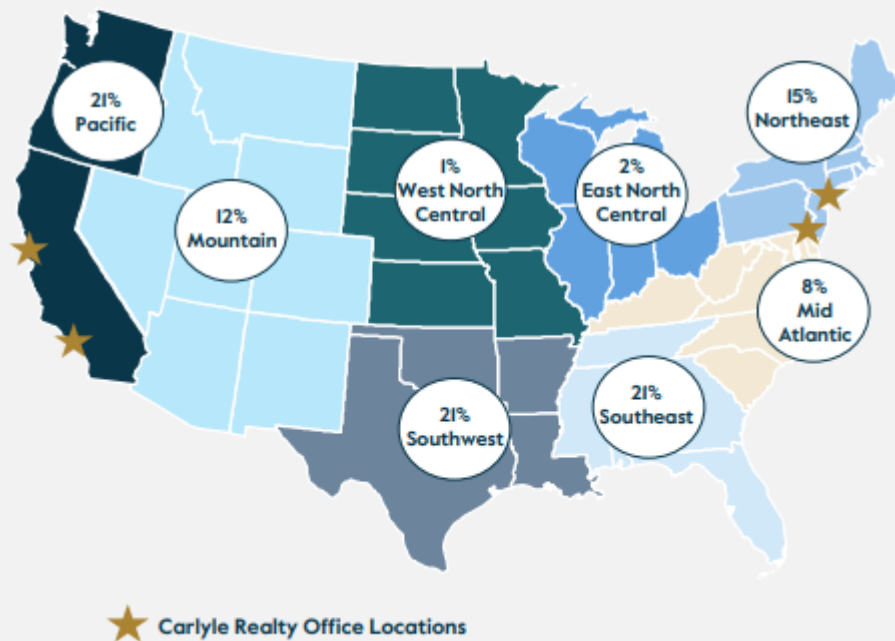 21%
Pacific
12%
Mountain
1%
West North
Central
2%
East North
Central
15%
Northeast
8%
Mid
Atlantic
21%
Southwest
21%
Southeast
Carlyle Realty Office Locations